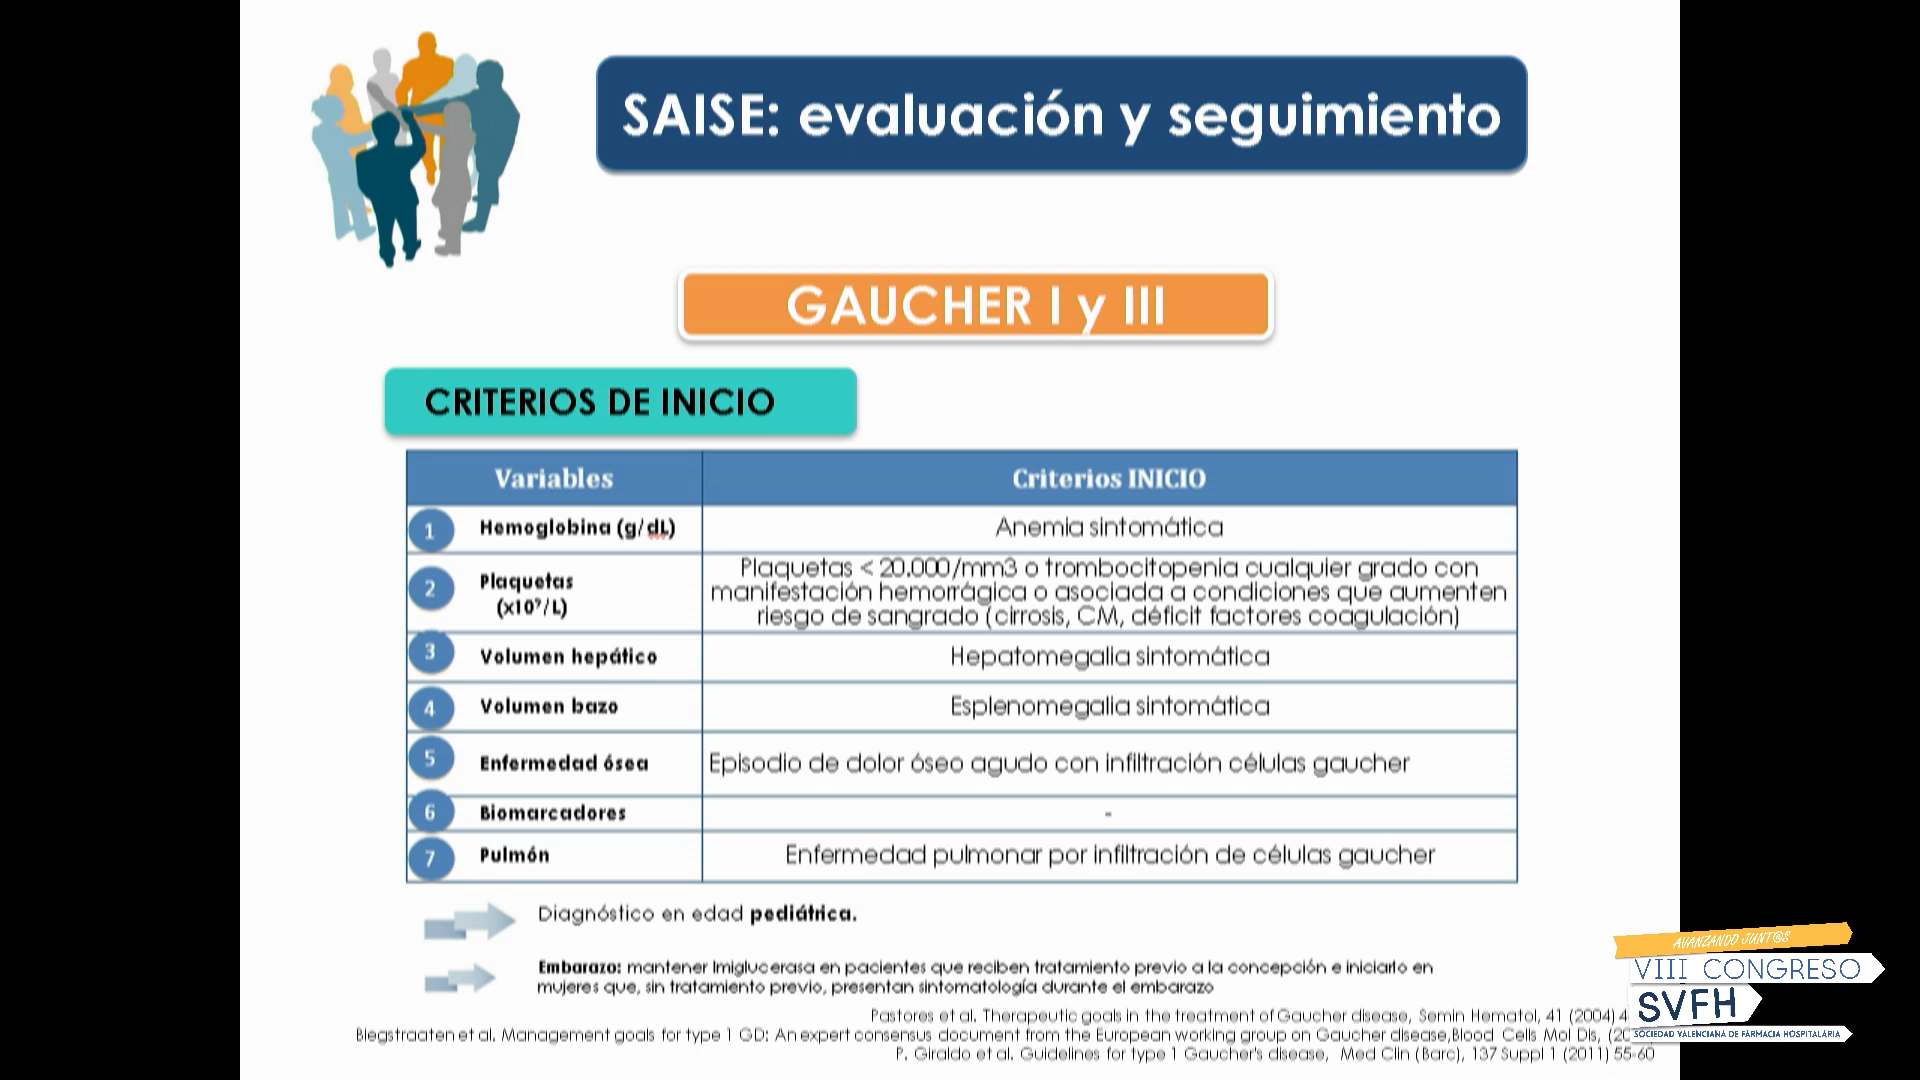 SAISE: evaluación y seguimiento
GAUCHER I y III
CRITERIOS DE INICIO
Variables Criterios INICIO
1 Hemoglobina (g/dL) Anemia sintomática
2 Plaquetas (x10⁹/L) Plaquetas < 20.000/mm3 o trombocitopenia cualquier grado con
manifestación hemorrágica o asociada a condiciones que aumenten
riesgo de sangrado (cirrosis, CM, déficit factores coagulación)
3 Volumen hepático Hepatomegalia sintomática
4 Volumen bazo Esplenomegalia sintomática
5 Enfermedad ósea Episodio de dolor óseo agudo con infiltración células gaucher
6 Biomarcadores -
7 Pulmón Enfermedad pulmonar por infiltración de células gaucher
Diagnóstico en edad pediátrica.
Embarazo: mantener Imiglucerasa en pacientes que reciben tratamiento previo a la concepción e iniciarlo en
mujeres que, sin tratamiento previo, presentan sintomatología durante el embarazo
Pastores et al. Therapeutic goals in the treatment of Gaucher disease, Semin Hematol, 41 (2004) 4
Biegstraaten et al. Management goals for type 1 GD: An expert consensus document from the European working group on Gaucher disease,Blood Cells Mol Dis, (20
P. Giraldo et al. Guidelines for type 1 Gaucher's disease, Med Clin (Barc), 137 Suppl 1 (2011) 55-60
AVANZANDO JUNT@S
VIII CONGRESO
SVFH
SOCIEDAD VALENCIANA DE FARMACIA HOSPITALARIA